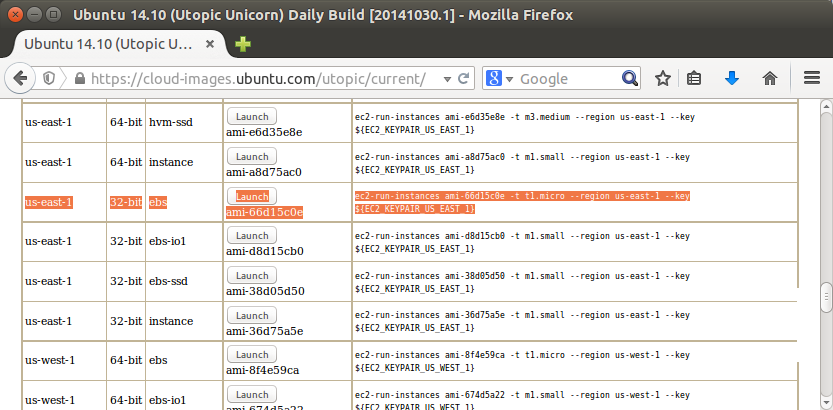 Ubuntu 14.10 (Utopic Unicorn) Daily Build [20141030.1] - Mozilla Firefox
Ubuntu 14.10 (Utopic U...
https://cloud-images.ubuntu.com/utopic/current/
Google
us-east-1 64-bit hvm-ssd Launch ec2-run-instances ami-e6d35e8e -t m3.medium --region us-east-1 --key
ami-e6d35e8e ${EC2_KEYPAIR_US_EAST_1}
us-east-1 64-bit instance Launch ec2-run-instances ami-a8d75ac0 -t m1.small --region us-east-1 --key
ami-a8d75ac0 ${EC2_KEYPAIR_US_EAST_1}
us-east-1 32-bit ebs Launch ec2-run-instances ami-66d15c0e -t t1.micro --region us-east-1 --key
ami-66d15c0e ${EC2_KEYPAIR_US_EAST_1}
us-east-1 32-bit ebs-io1 Launch ec2-run-instances ami-d8d15cb0 -t m1.small --region us-east-1 --key
ami-d8d15cb0 ${EC2_KEYPAIR_US_EAST_1}
us-east-1 32-bit ebs-ssd Launch ec2-run-instances ami-38d05d50 -t m1.small --region us-east-1 --key
ami-38d05d50 ${EC2_KEYPAIR_US_EAST_1}
us-east-1 32-bit instance Launch ec2-run-instances ami-36d75a5e -t m1.small --region us-east-1 --key
ami-36d75a5e ${EC2_KEYPAIR_US_EAST_1}
us-west-1 64-bit ebs Launch ec2-run-instances ami-8f4e59ca -t t1.micro --region us-west-1 --key
ami-8f4e59ca ${EC2_KEYPAIR_US_WEST_1}
us-west-1 64-bit ebs-io1 Launch ec2-run-instances ami-674d5a22 -t m1.small --region us-west-1 --key
ami-674d5a22 ${EC2_KEYPAIR_US_WEST_1}